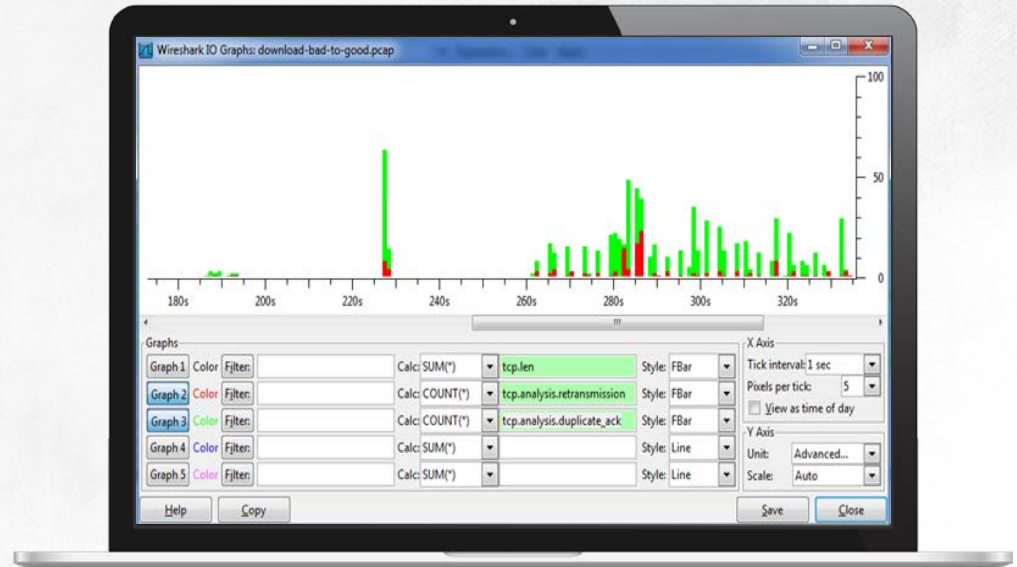 Wireshark IO Graphs: download-bad-to-good.pcap
100
50
0
180s 200s 220s 240s 260s 280s 300s 320s
Graphs
Graph 1 Color Filter: Calc: SUM(*) tcp.len Style: FBar
Graph 2 Color Filter: Calc: COUNT(*) tcp.analysis.retransmission Style: FBar
Graph 3 Color Filter: Calc: COUNT(*) tcp.analysis.duplicate_ack Style: FBar
Graph 4 Color Filter: Calc: SUM(*) Style: Line
Graph 5 Color Filter: Calc: SUM(*) Style: Line
X Axis
Tick interval: 1 sec
Pixels per tick: 5
View as time of day
Y Axis
Unit: Advanced...
Scale: Auto
Help Copy Save Close